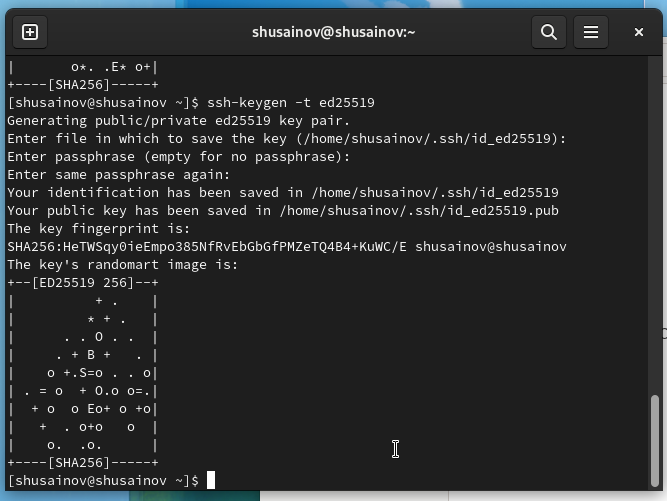 shusainov@shusainov:~
|       o*. .E* o+|
+----[SHA256]-----+
[shusainov@shusainov ~]$ ssh-keygen -t ed25519
Generating public/private ed25519 key pair.
Enter file in which to save the key (/home/shusainov/.ssh/id_ed25519):
Enter passphrase (empty for no passphrase):
Enter same passphrase again:
Your identification has been saved in /home/shusainov/.ssh/id_ed25519
Your public key has been saved in /home/shusainov/.ssh/id_ed25519.pub
The key fingerprint is:
SHA256:HeTWSqy0ieEmpo385NfRvEbGbGfPMZeTQ4B4+KuWC/E shusainov@shusainov
The key's randomart image is:
+--[ED25519 256]--+
|          + .    |
|         * + .   |
|      . . O . .  |
|     . + B +   . |
|    o +.S=o . . o|
| . = o  + O.o o=.|
|  + o  o Eo+ o +o|
|   +  . o+o   o  |
|    o.  .o.      |
+----[SHA256]-----+
[shusainov@shusainov ~]$